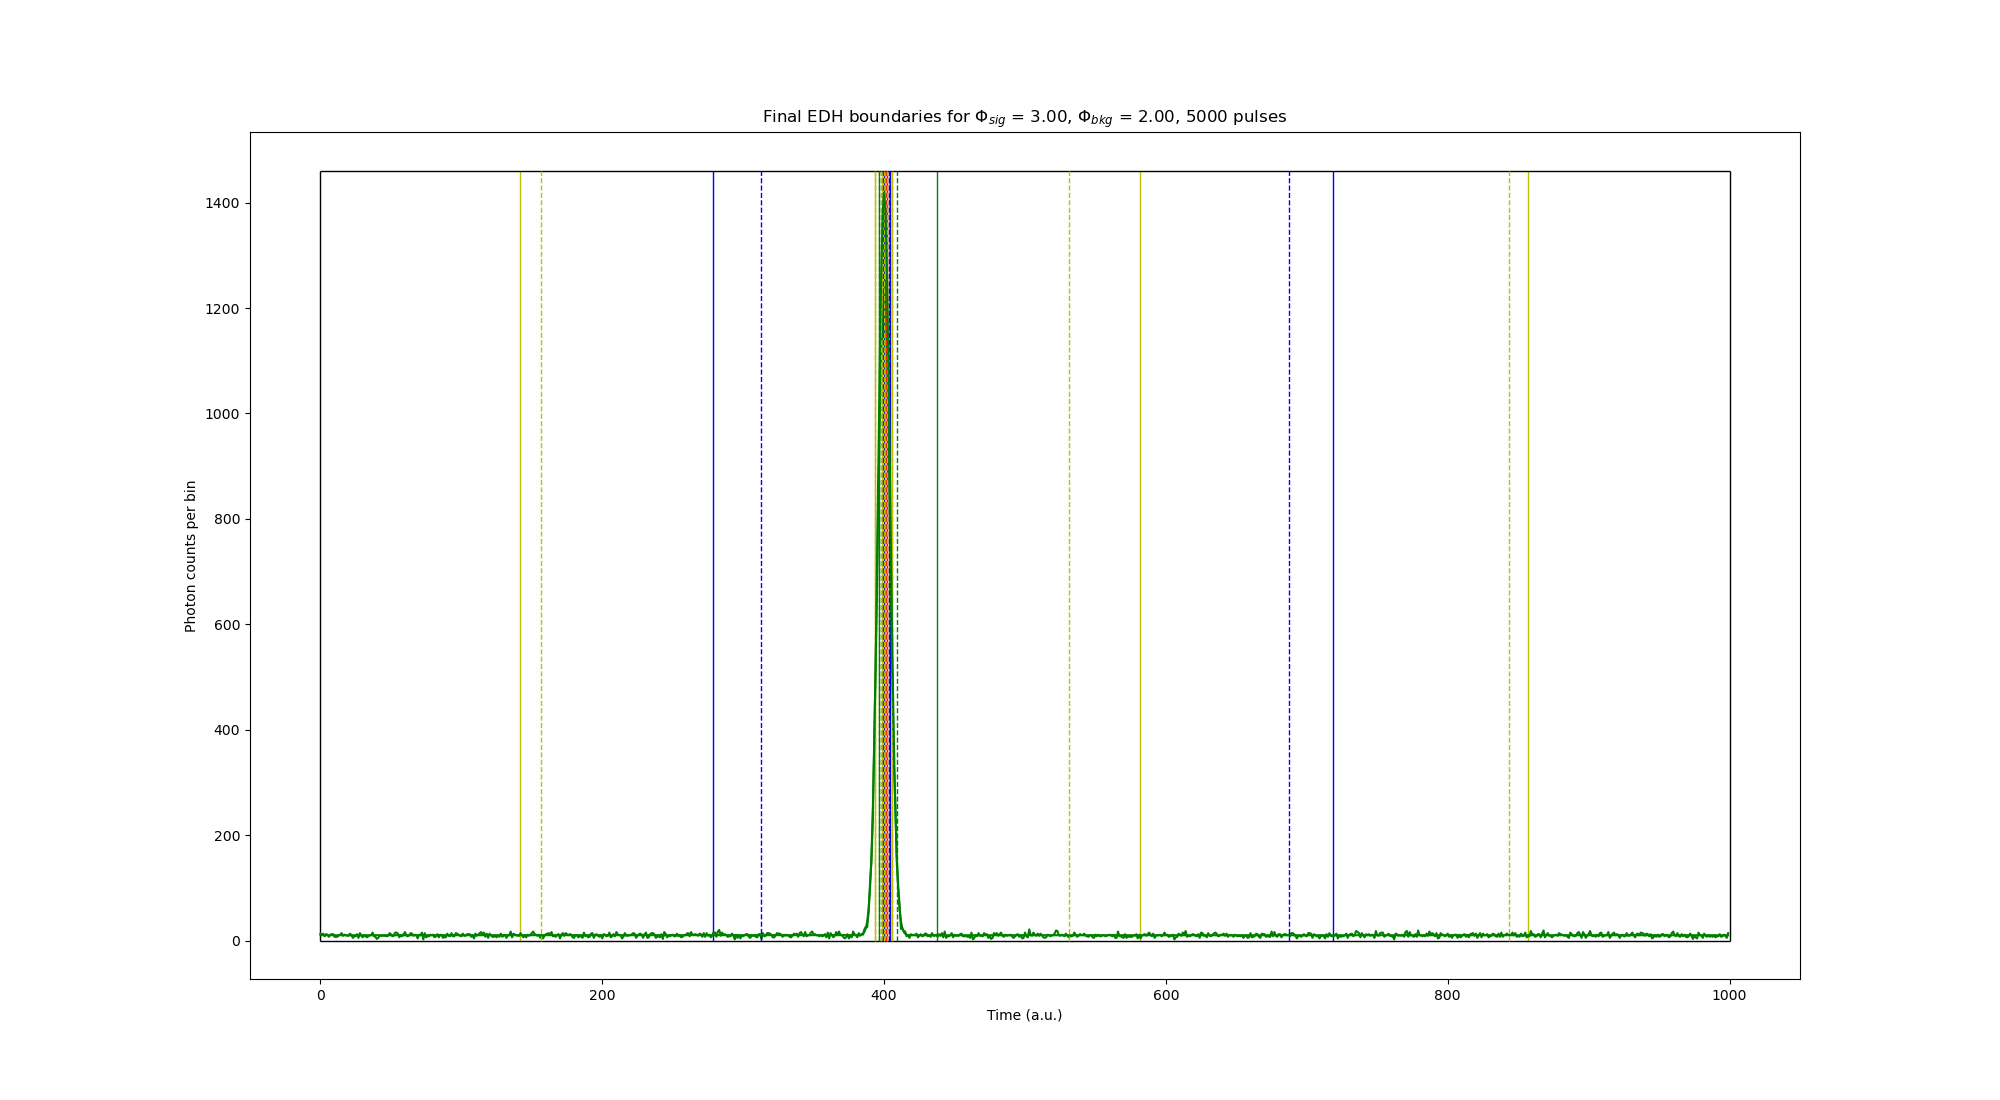 Final EDH boundaries for Φsig = 3.00, Φbkg = 2.00, 5000 pulses
Photon counts per bin
1400
1200
1000
800
600
400
200
0
0 200 400 600 800 1000
Time (a.u.)